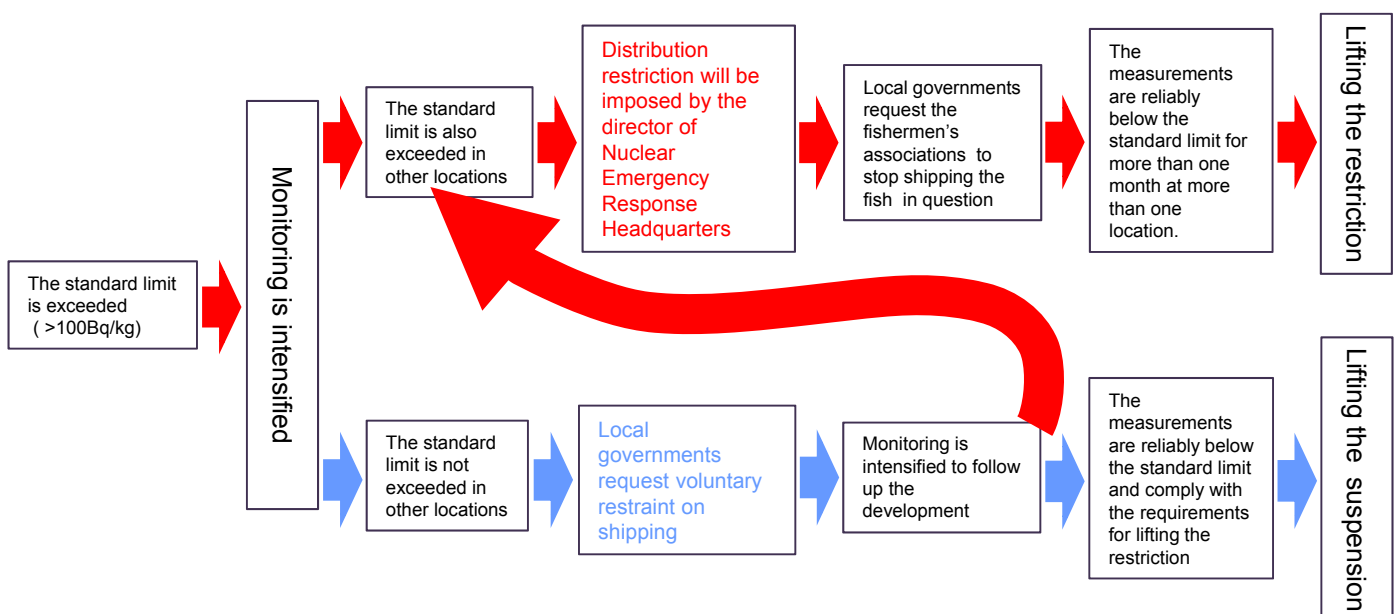 The standard limit
is exceeded
( >100Bq/kg)
Monitoring is intensified
The standard
limit is also
exceeded in
other locations
Distribution
restriction will be
imposed by the
director of
Nuclear
Emergency
Response
Headquarters
Local governments
request the
fishermen's
associations to
stop shipping the
fish in question
The
measurements
are reliably
below the
standard limit for
more than one
month at more
than one
location.
Lifting the restriction
The standard
limit is not
exceeded in
other locations
Local
governments
request voluntary
restraint on
shipping
Monitoring is
intensified to follow
up the
development
The
measurements
are reliably below
the standard limit
and comply with
the requirements
for lifting the
restriction
Lifting the suspension